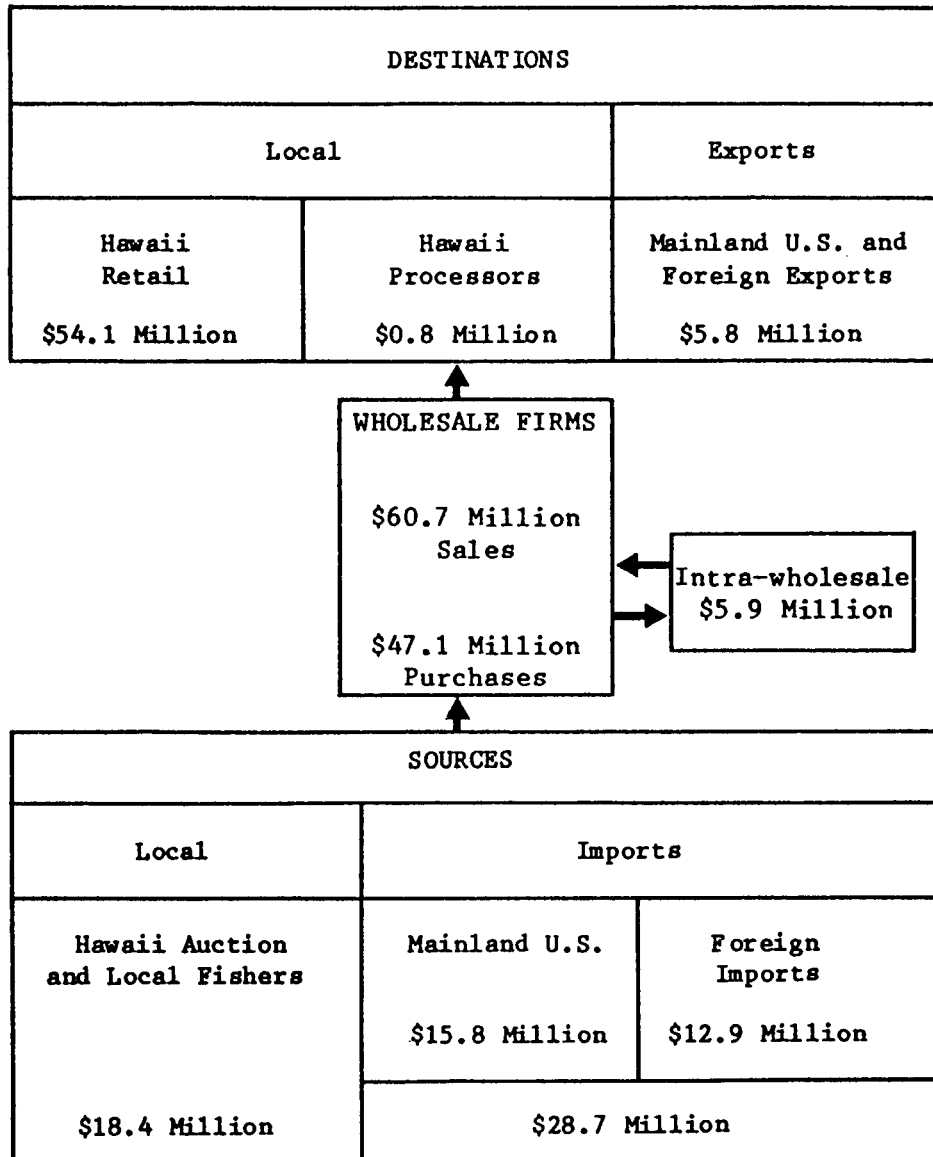 DESTINATIONS
Local
Exports
Hawaii
Retail
$54.1 Million
Hawaii
Processors
$0.8 Million
Mainland U.S. and
Foreign Exports
$5.8 Million
WHOLESALE FIRMS
$60.7 Million
Sales
$47.1 Million
Purchases
Intra-wholesale
$5.9 Million
SOURCES
Local
Imports
Hawaii Auction
and Local Fishers
$18.4 Million
Mainland U.S.
$15.8 Million
Foreign
Imports
$12.9 Million
$28.7 Million